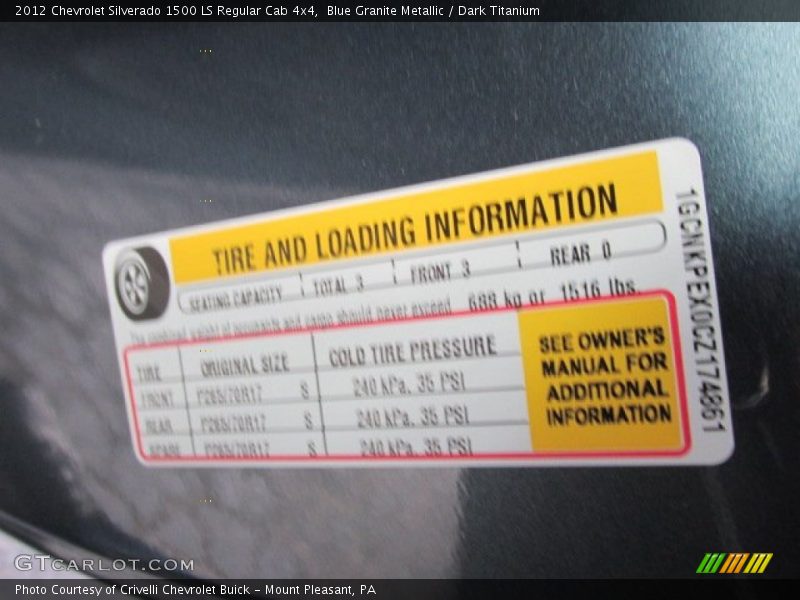 2012 Chevrolet Silverado 1500 LS Regular Cab 4x4,  Blue Granite Metallic / Dark Titanium
TIRE AND LOADING INFORMATION
SEATING CAPACITY TOTAL 3 FRONT 3 REAR 0
The combined weight of occupants and cargo should never exceed 688 kg or 1516 lbs.
TIRE ORIGINAL SIZE COLD TIRE PRESSURE
FRONT P265/70R17 S 240 kPa, 35 PSI
REAR P265/70R17 S 240 kPa, 35 PSI
SPARE P265/70R17 S 240 kPa, 35 PSI
SEE OWNER'S
MANUAL FOR
ADDITIONAL
INFORMATION
1GCNKPEX0CZ174861
GTCARLOT.COM
Photo Courtesy of Crivelli Chevrolet Buick - Mount Pleasant, PA